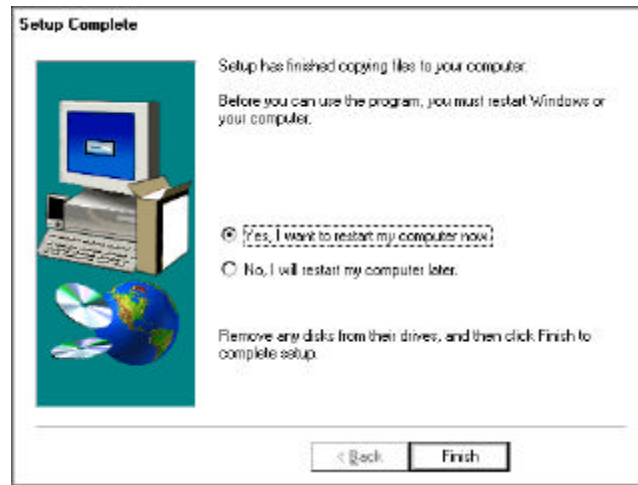 Setup Complete
Setup has finished copying files to your computer.
Before you can use the program, you must restart Windows or
your computer.
Yes, I want to restart my computer now.
No, I will restart my computer later.
Remove any disks from their drives, and then click Finish to
complete setup.
< Back
Finish